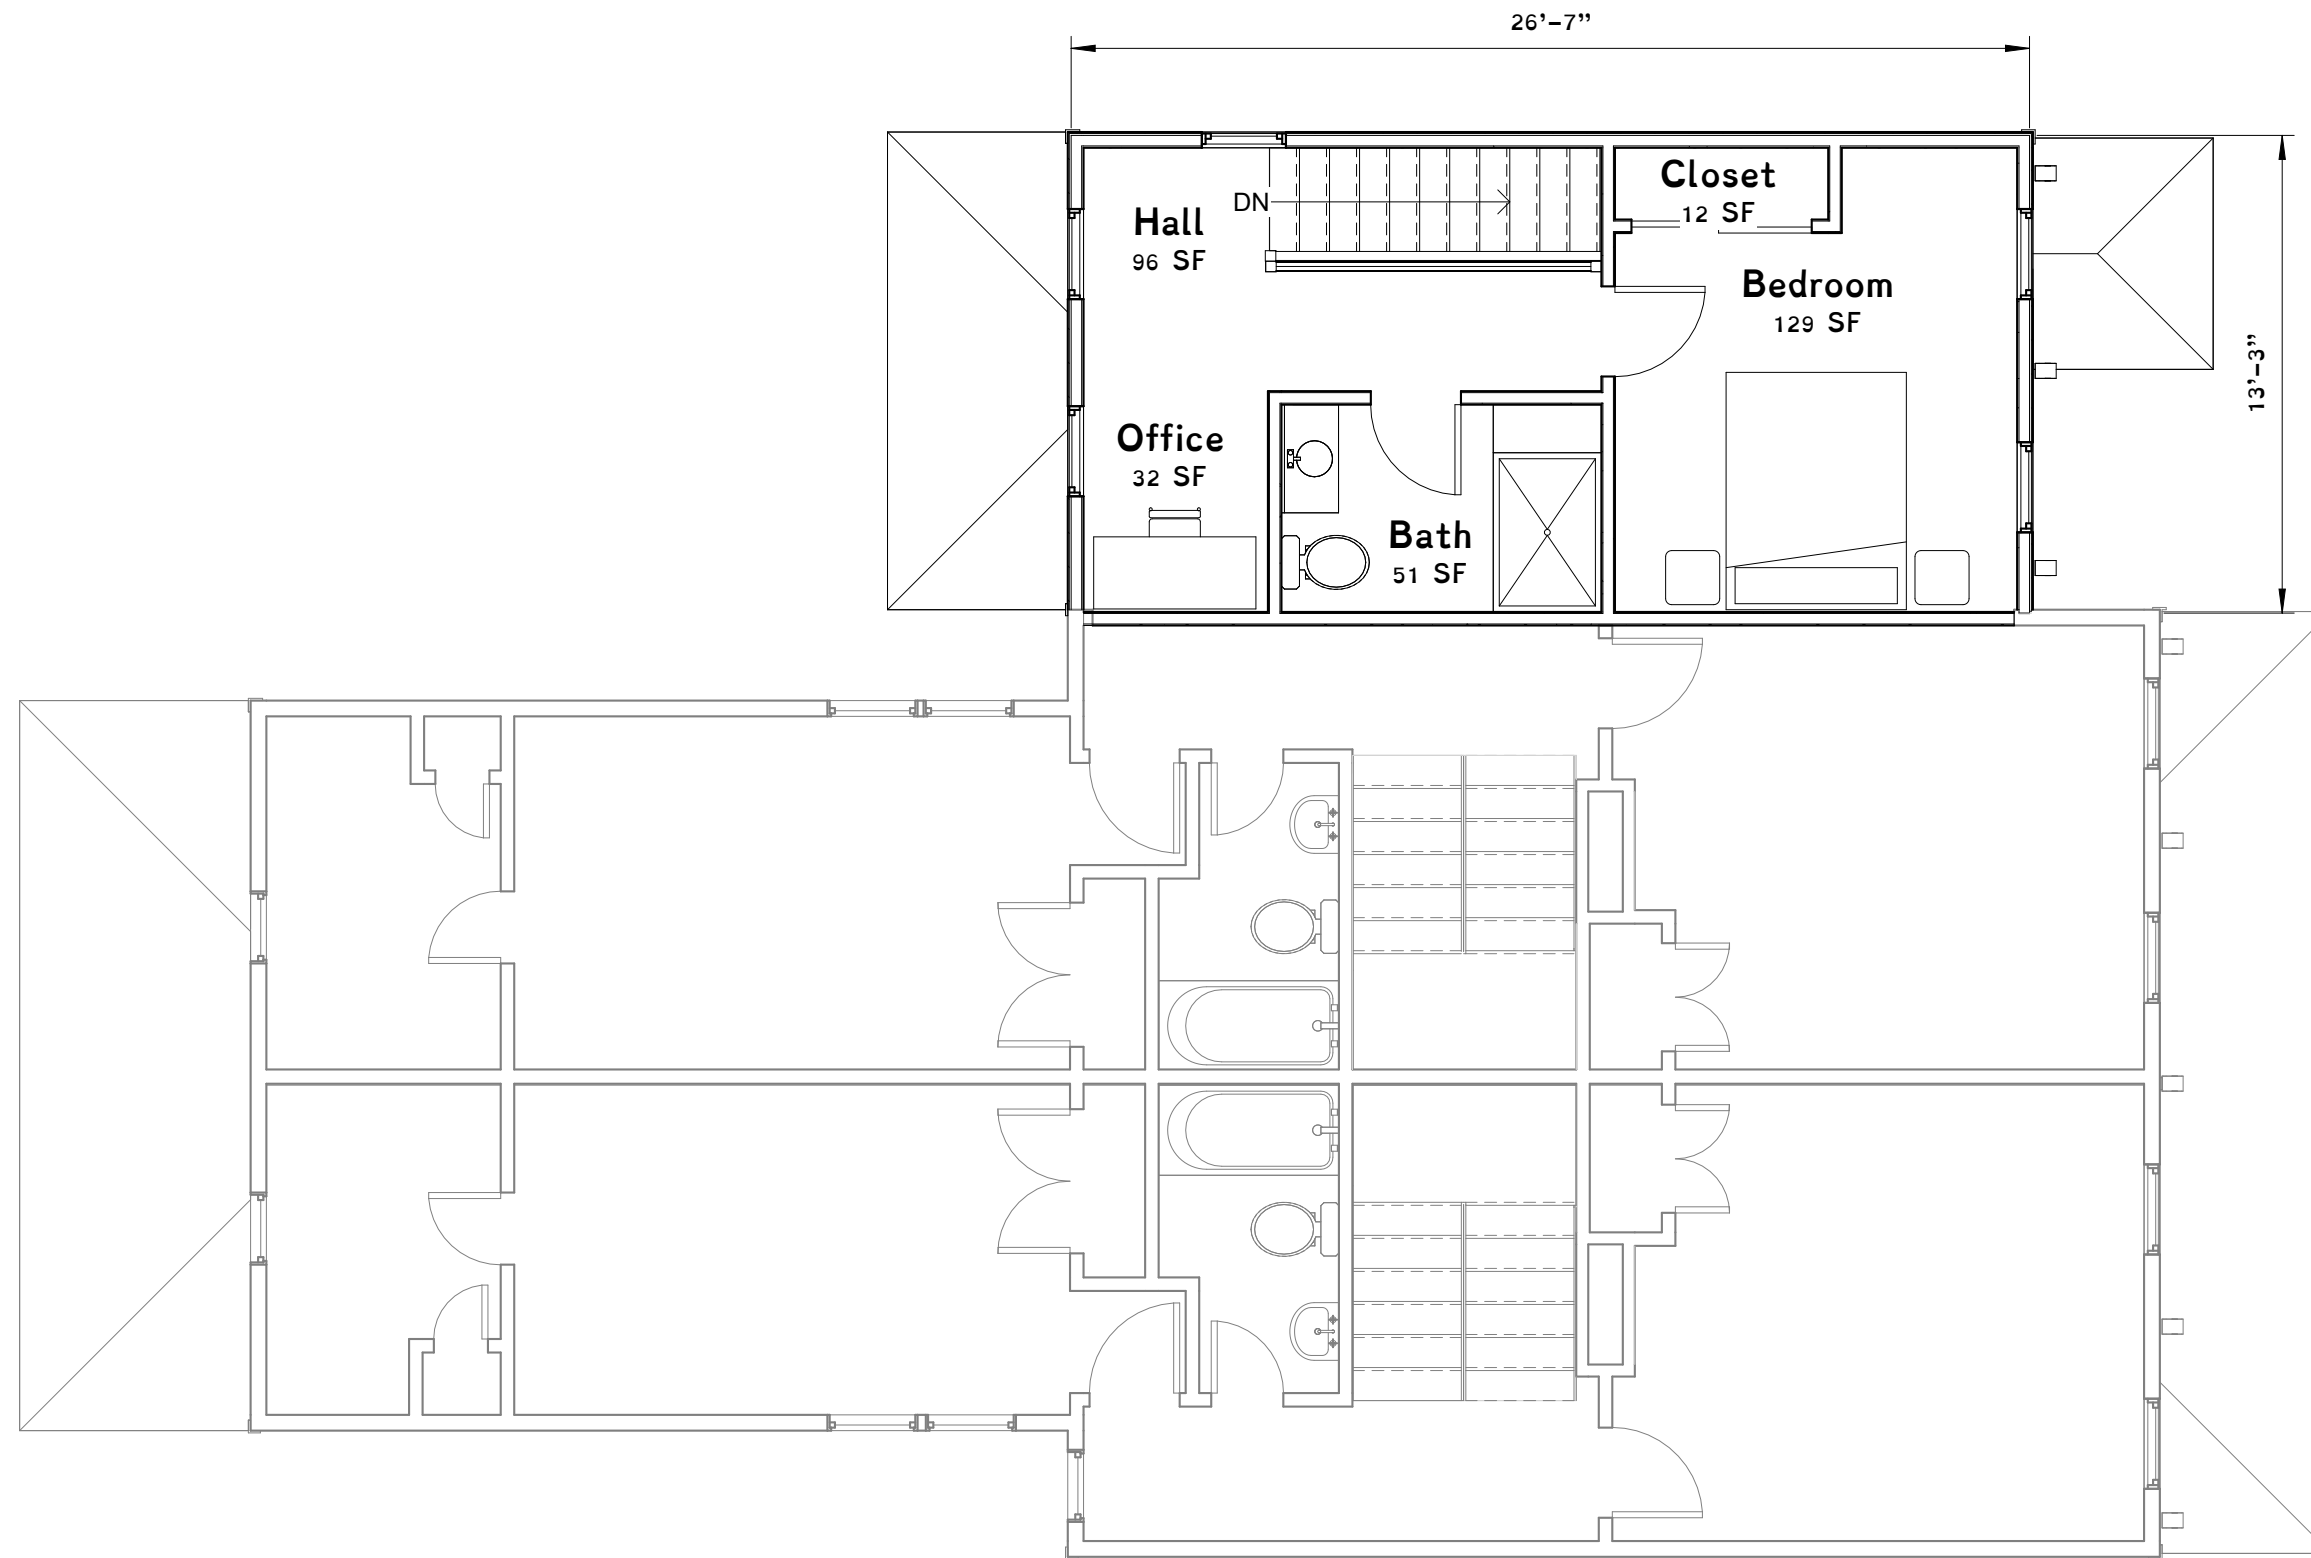 26’–7”
Closet
12 SF
DN
Hall
96 SF
Bedroom
129 SF
13’–3”
Office
32 SF
Bath
51 SF